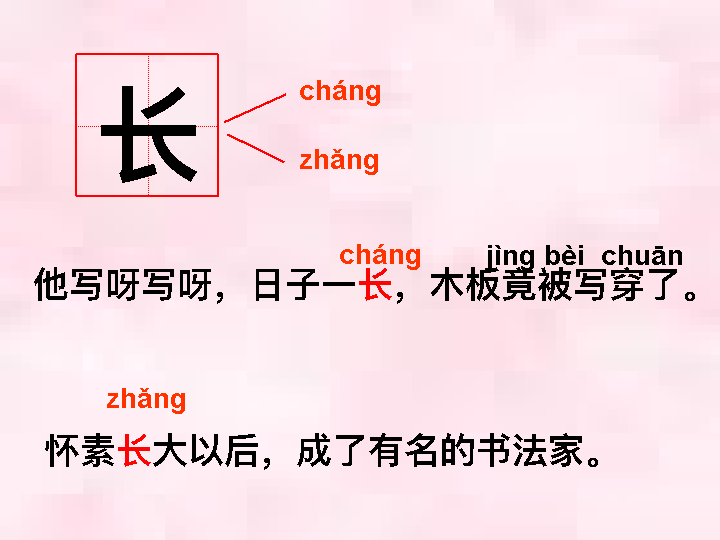 长
cháng
zhǎng
cháng jìng bèi chuān
他写呀写呀，日子一长，木板竟被写穿了。
zhǎng
怀素长大以后，成了有名的书法家。